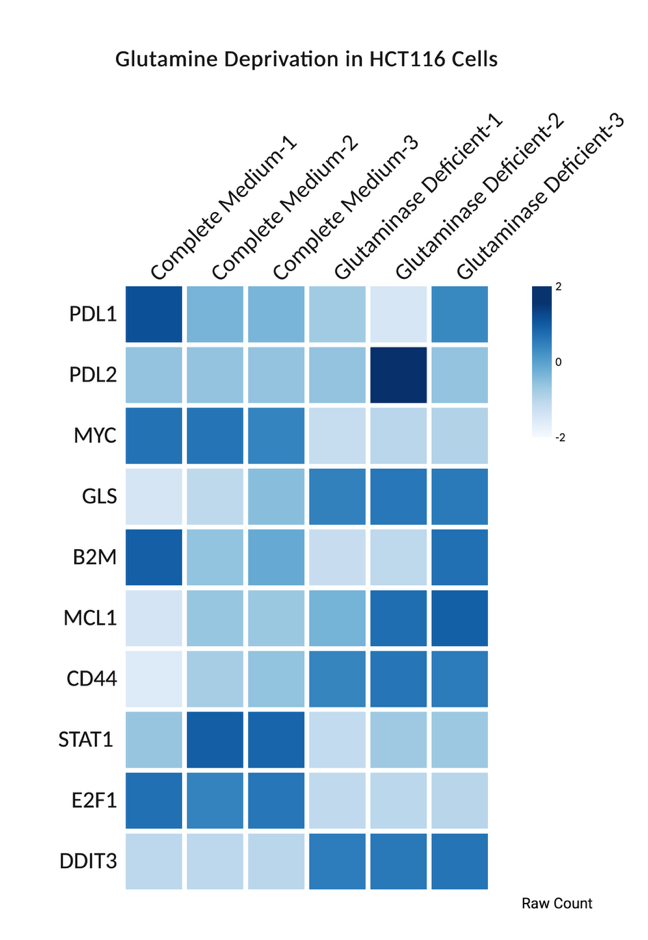 Glutamine Deprivation in HCT116 Cells
Complete Medium-1
Complete Medium-2
Complete Medium-3
Glutaminase Deficient-1
Glutaminase Deficient-2
Glutaminase Deficient-3
PDL1
PDL2
MYC
GLS
B2M
MCL1
CD44
STAT1
E2F1
DDIT3
2
0
-2
Raw Count